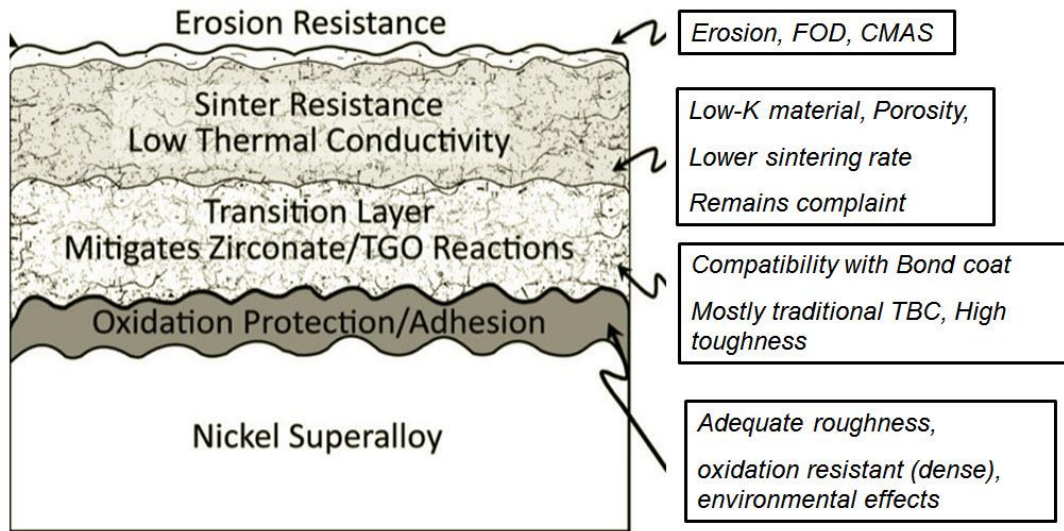 Erosion Resistance
Erosion, FOD, CMAS
Sinter Resistance
Low Thermal Conductivity
Low-K material, Porosity,
Lower sintering rate
Remains complaint
Transition Layer
Mitigates Zirconate/TGO Reactions
Compatibility with Bond coat
Mostly traditional TBC, High
toughness
Oxidation Protection/Adhesion
Adequate roughness,
oxidation resistant (dense),
environmental effects
Nickel Superalloy